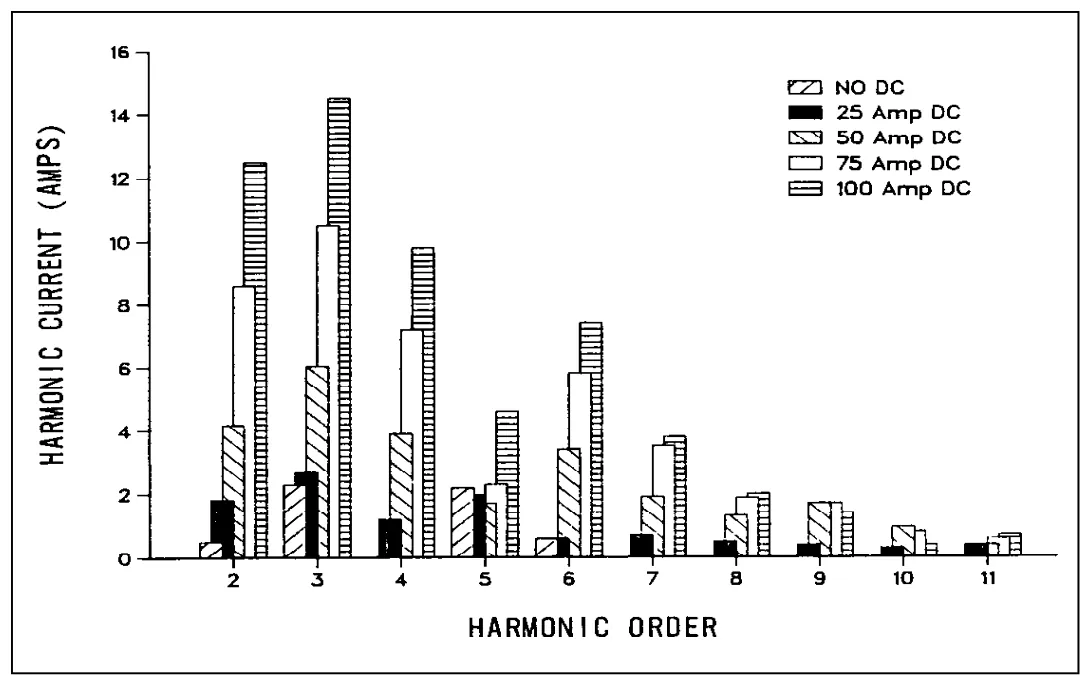 16
14
12
10
8
6
4
2
0
HARMONIC CURRENT (AMPS)
NO DC
25 Amp DC
50 Amp DC
75 Amp DC
100 Amp DC
2 3 4 5 6 7 8 9 10 11
HARMONIC ORDER